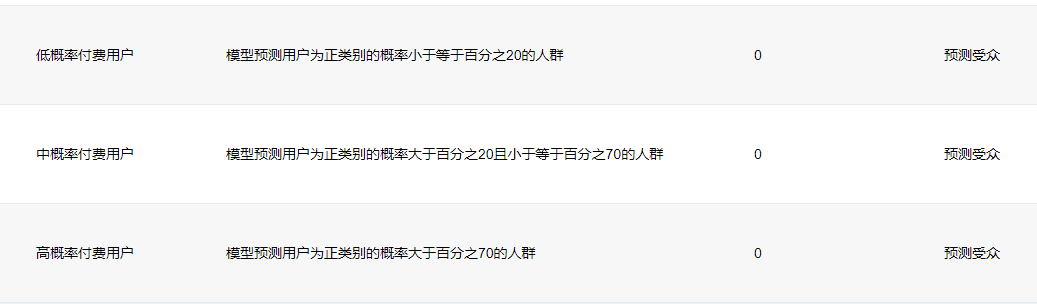 低概率付费用户 模型预测用户为正类别的概率小于等于百分之20的人群 0 预测受众
中概率付费用户 模型预测用户为正类别的概率大于百分之20且小于等于百分之70的人群 0 预测受众
高概率付费用户 模型预测用户为正类别的概率大于百分之70的人群 0 预测受众